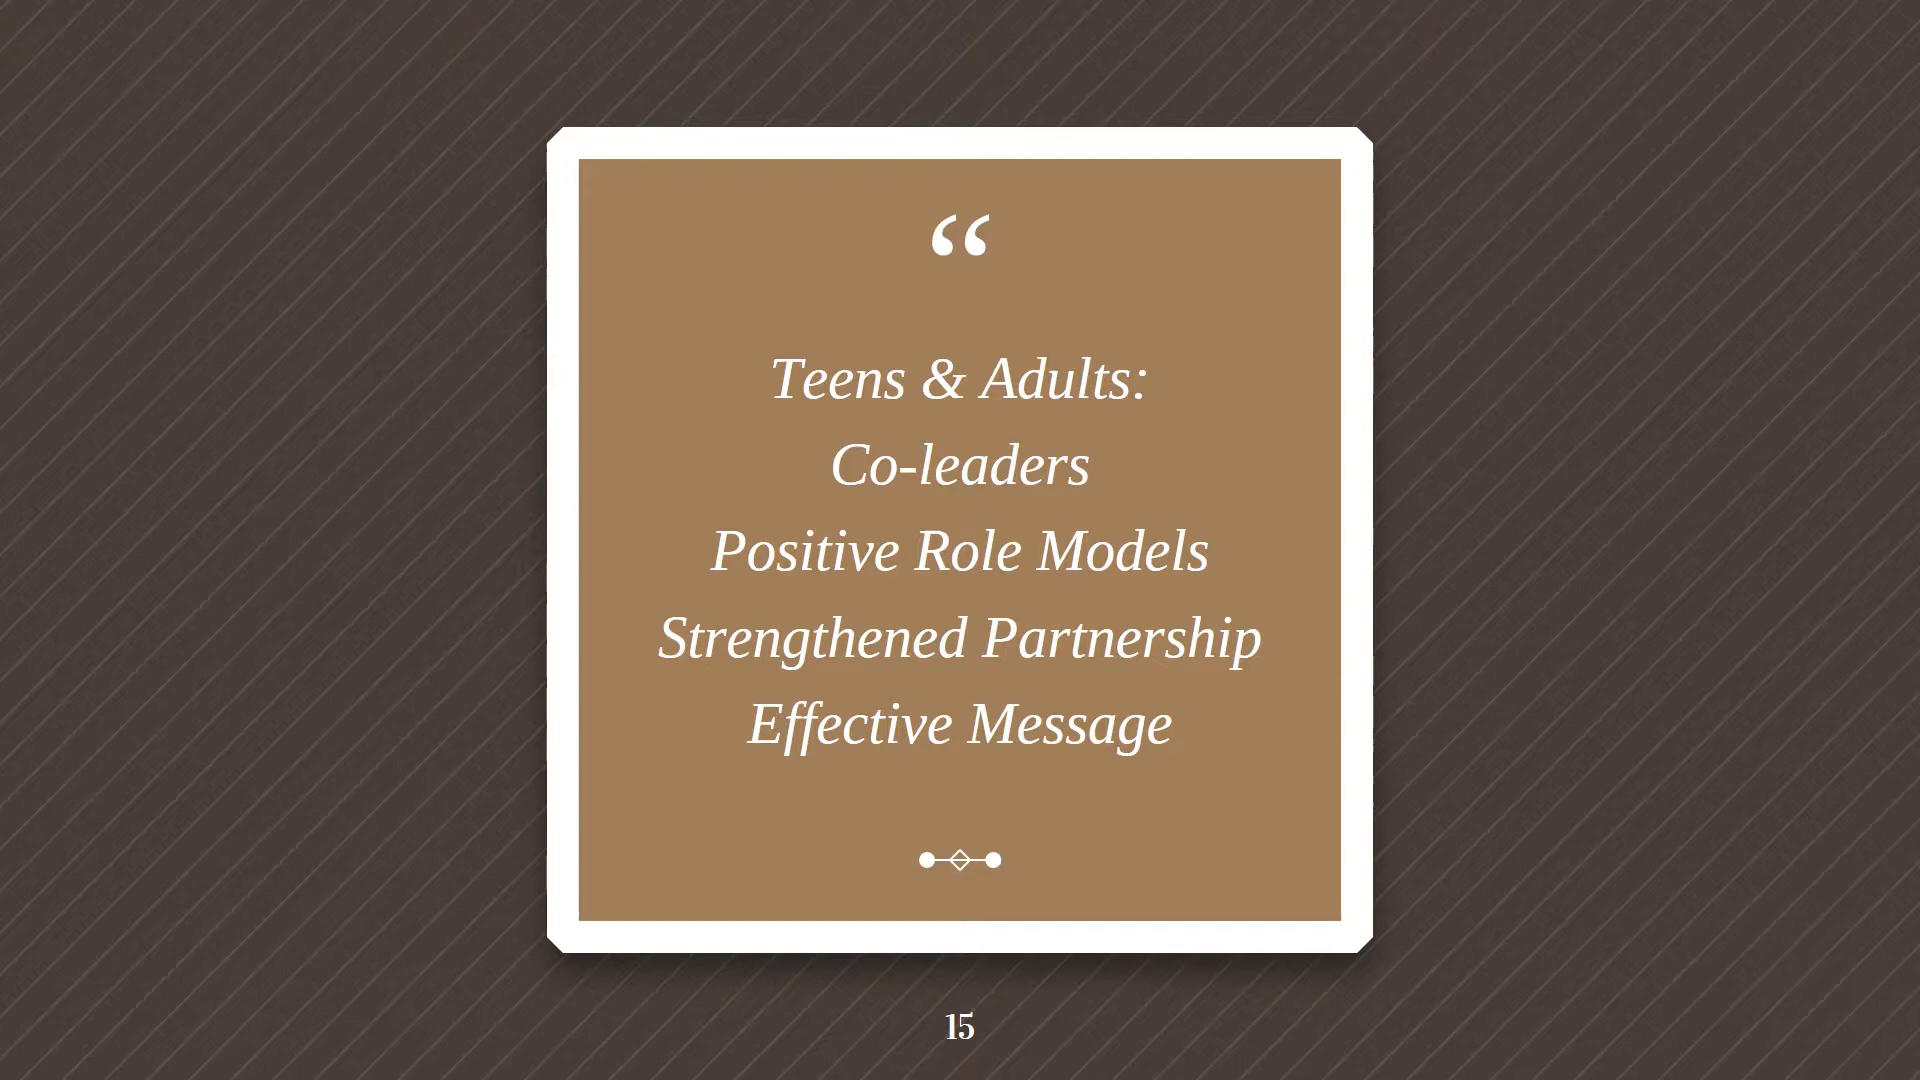 “
Teens & Adults:
Co-leaders
Positive Role Models
Strengthened Partnership
Effective Message
15